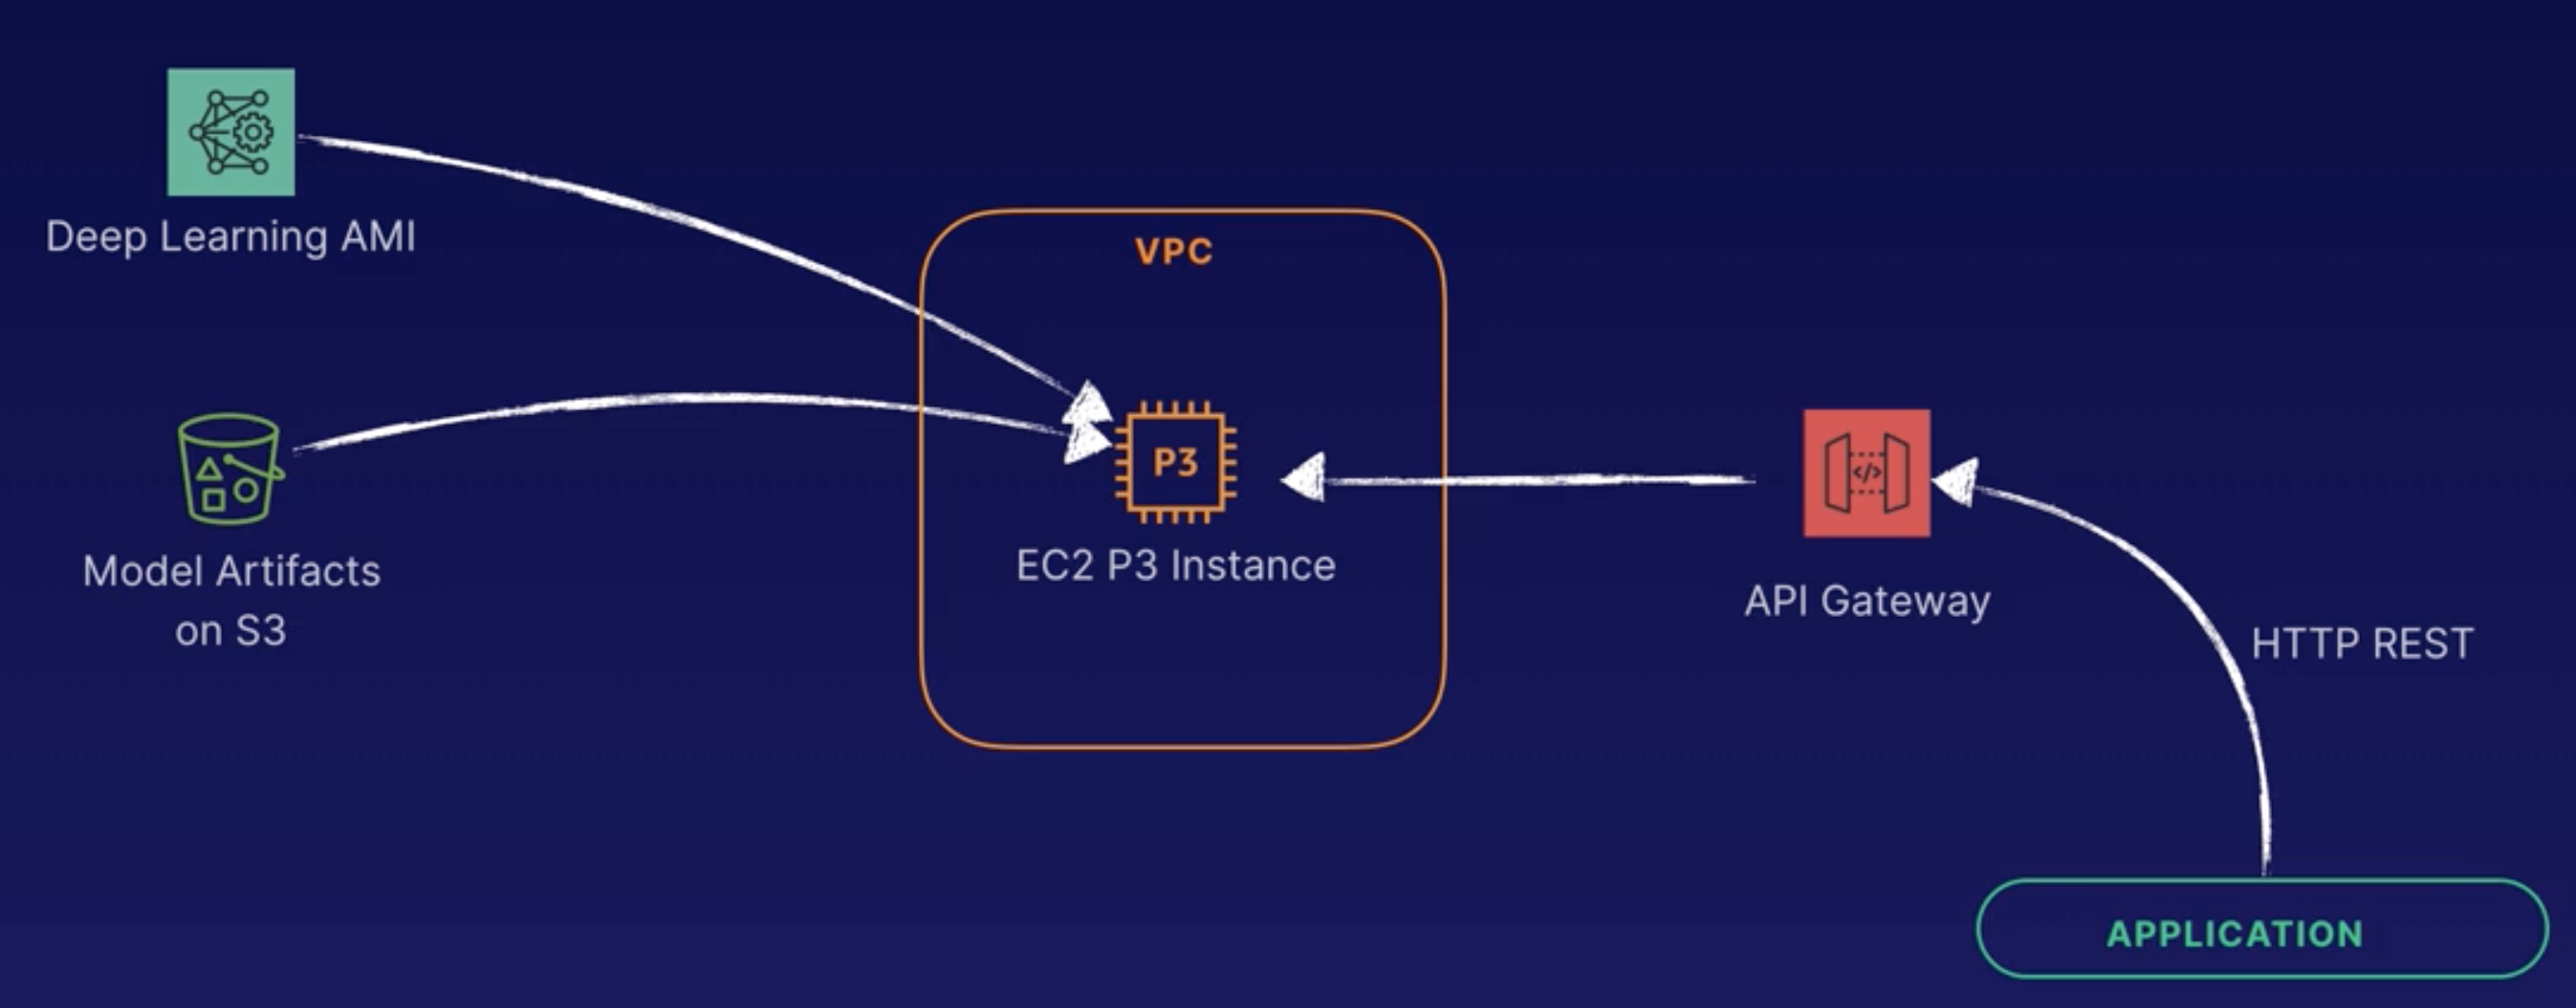 Deep Learning AMI
VPC
Model Artifacts
on S3
P3
EC2 P3 Instance
</>
API Gateway
HTTP REST
APPLICATION